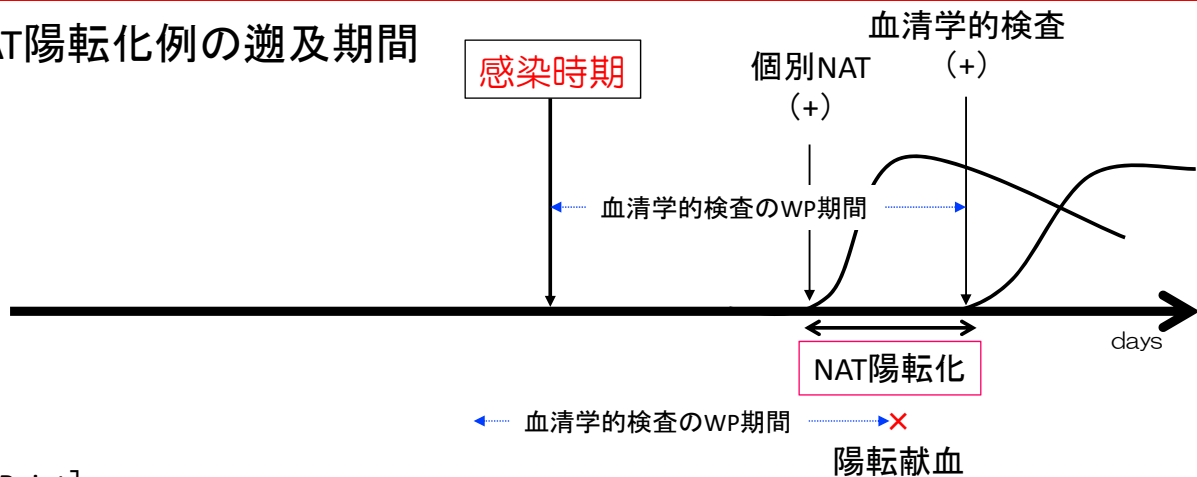 AT陽転化例の遡及期間
感染時期
個別NAT
（+）
血清学的検査
（+）
血清学的検査のWP期間
days
NAT陽転化
血清学的検査のWP期間
×
陽転献血